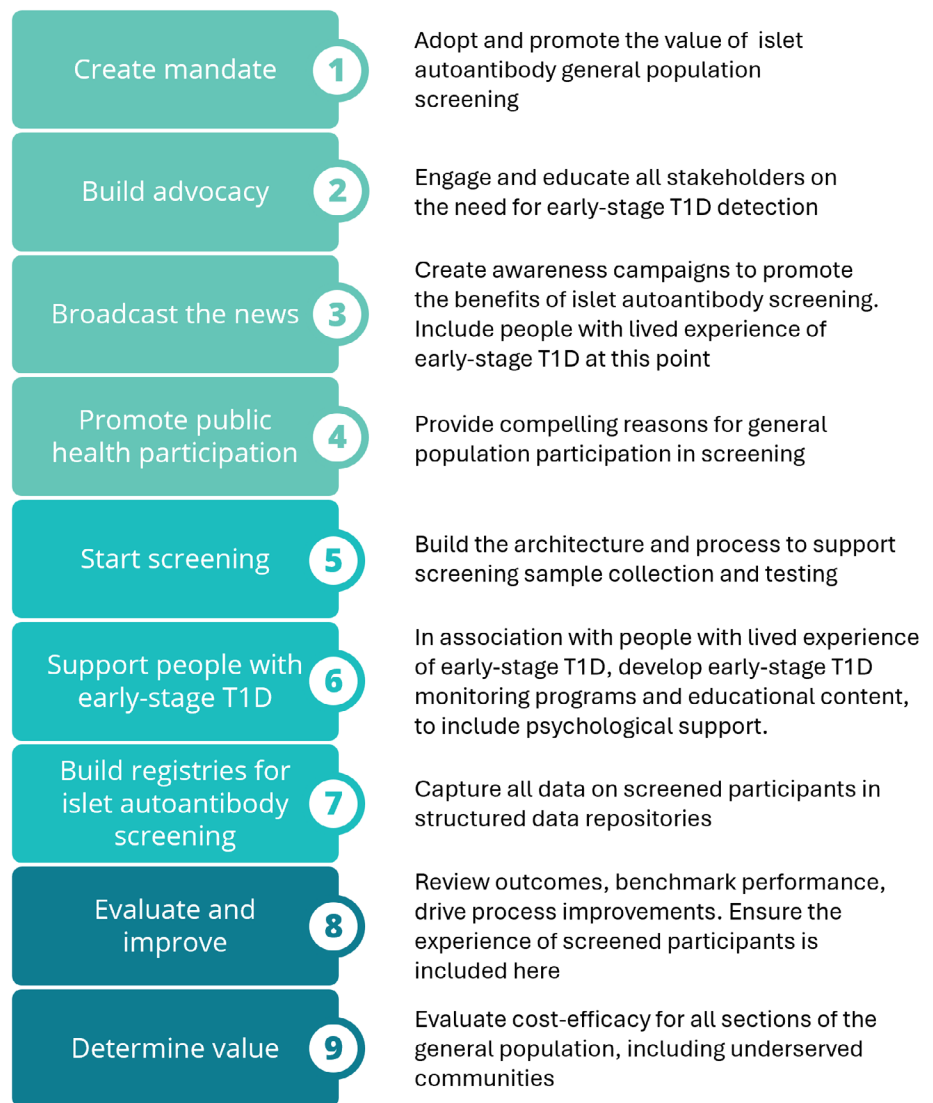 Create mandate
1
Adopt and promote the value of islet
autoantibody general population
screening
Build advocacy
2
Engage and educate all stakeholders on
the need for early-stage T1D detection
Broadcast the news
3
Create awareness campaigns to promote
the benefits of islet autoantibody screening.
Include people with lived experience of
early-stage T1D at this point
Promote public
health participation
4
Provide compelling reasons for general
population participation in screening
Start screening
5
Build the architecture and process to support
screening sample collection and testing
Support people with
early-stage T1D
6
In association with people with lived experience
of early-stage T1D, develop early-stage T1D
monitoring programs and educational content,
to include psychological support.
Build registries for
islet autoantibody
screening
7
Capture all data on screened participants in
structured data repositories
Evaluate and
improve
8
Review outcomes, benchmark performance,
drive process improvements. Ensure the
experience of screened participants is
included here
Determine value
9
Evaluate cost-efficacy for all sections of the
general population, including underserved
communities